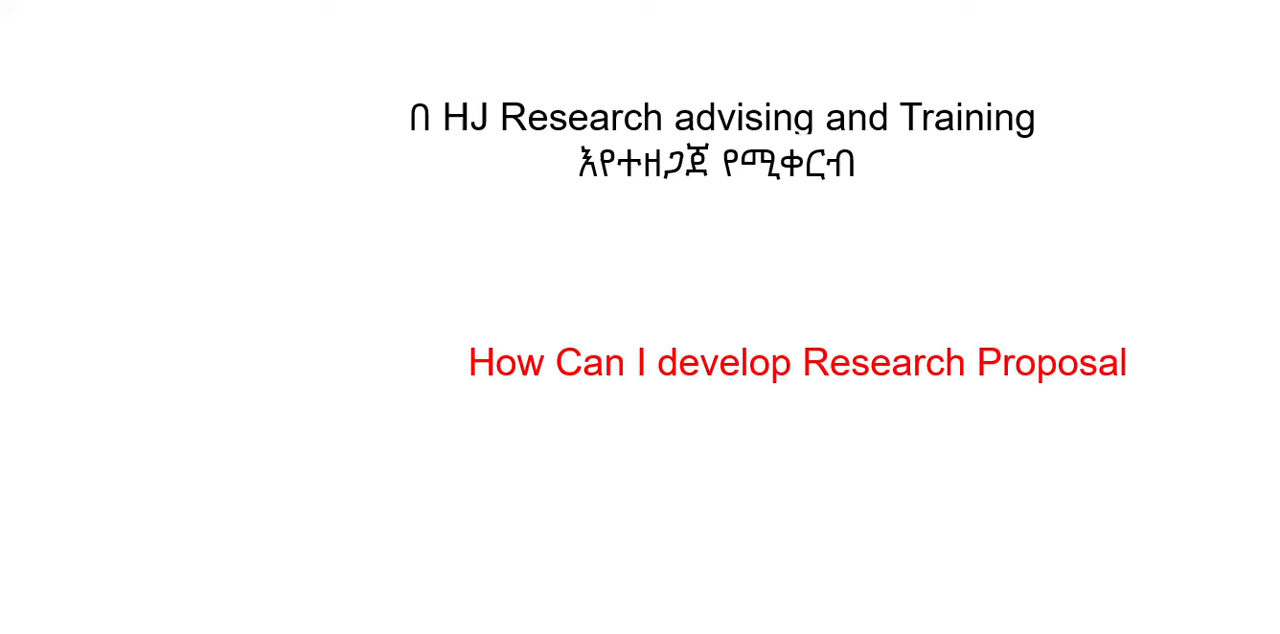 በ HJ Research advising and Training
እየተዘጋጀ የሚቀርብ
How Can I develop Research Proposal